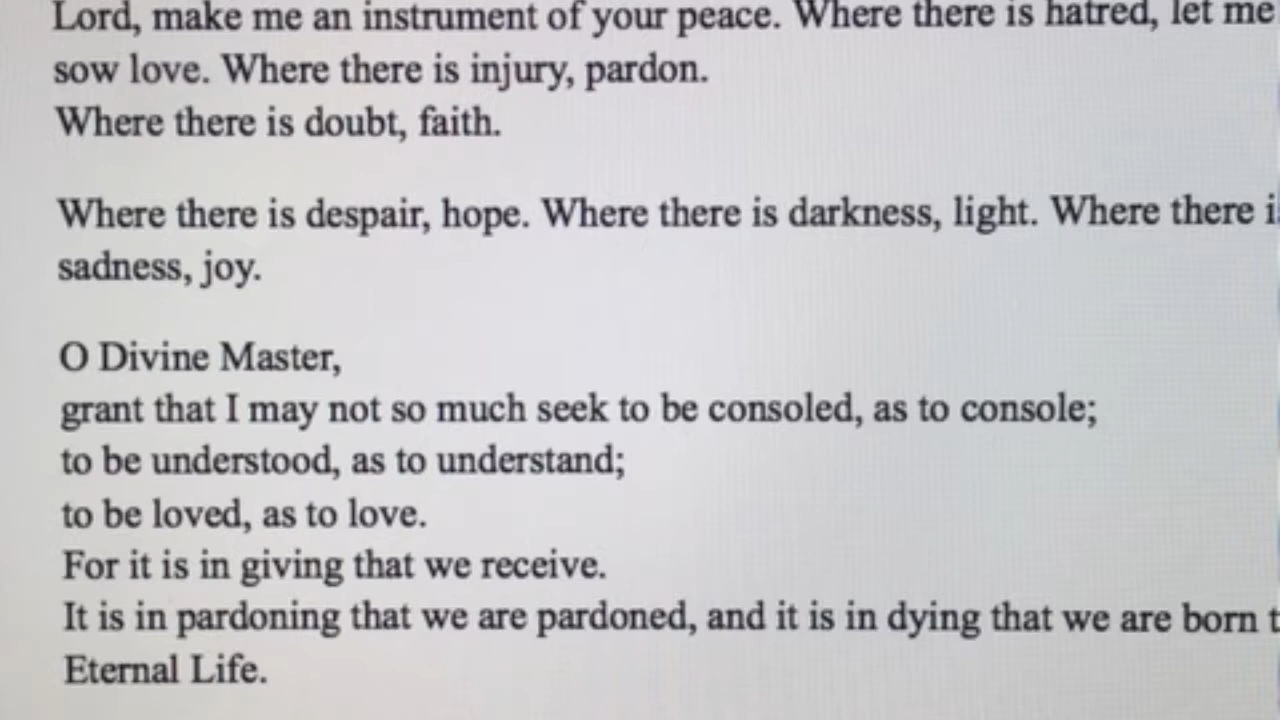 Lord, make me an instrument of your peace. Where there is hatred, let me
sow love. Where there is injury, pardon.
Where there is doubt, faith.
Where there is despair, hope. Where there is darkness, light. Where there i
sadness, joy.
O Divine Master,
grant that I may not so much seek to be consoled, as to console;
to be understood, as to understand;
to be loved, as to love.
For it is in giving that we receive.
It is in pardoning that we are pardoned, and it is in dying that we are born t
Eternal Life.